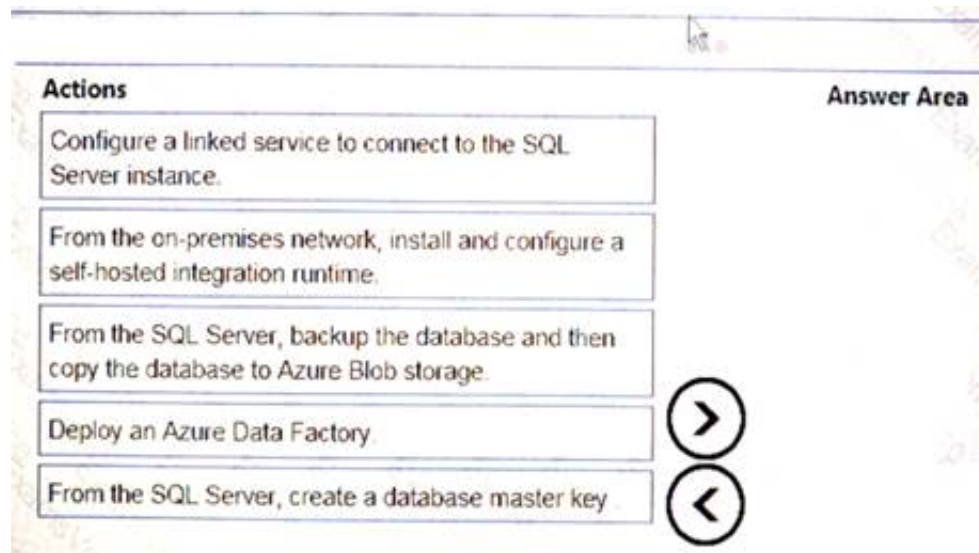 Actions
Answer Area
Configure a linked service to connect to the SQL
Server instance.
From the on-premises network, install and configure a
self-hosted integration runtime.
From the SQL Server, backup the database and then
copy the database to Azure Blob storage.
Deploy an Azure Data Factory.
From the SQL Server, create a database master key